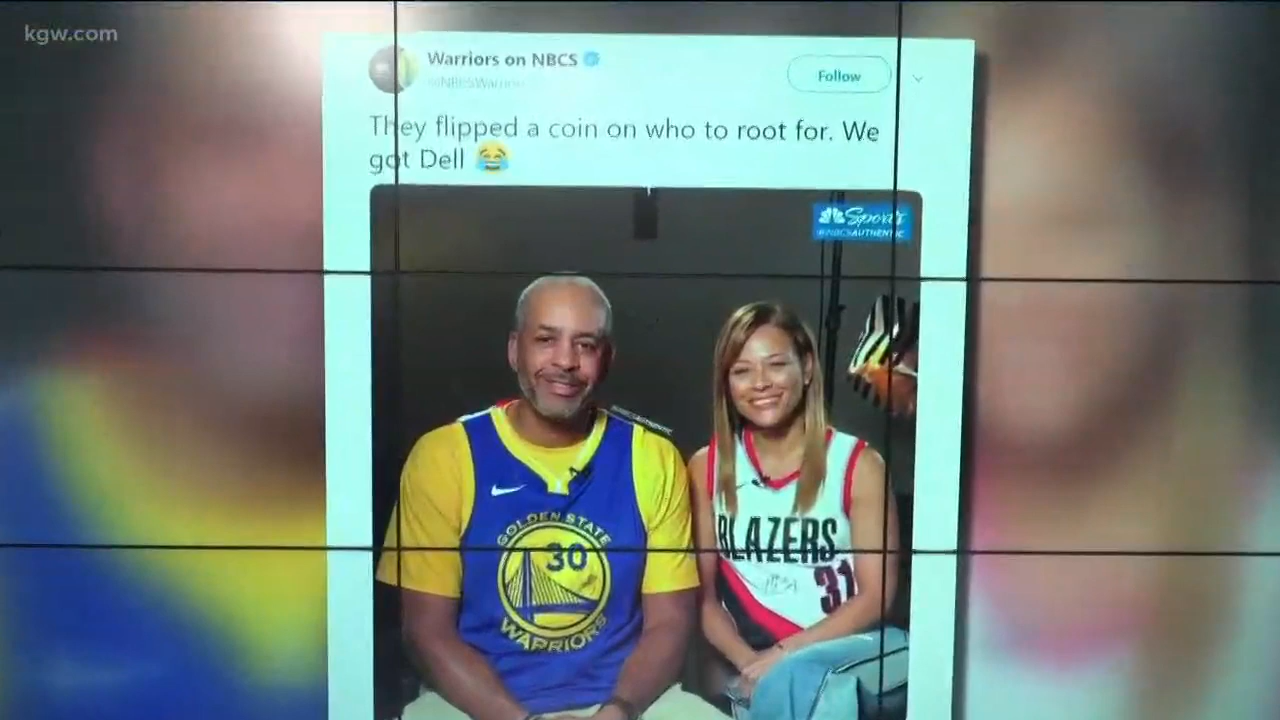 kgw.com
Warriors on NBCS
Follow
They flipped a coin on who to root for. We
got Dell 😂
Sports
#NBCSAUTHENTIC
#NBCSAUTHENTIC
GOLDEN STATE
30
WARRIORS
BLAZERS
31